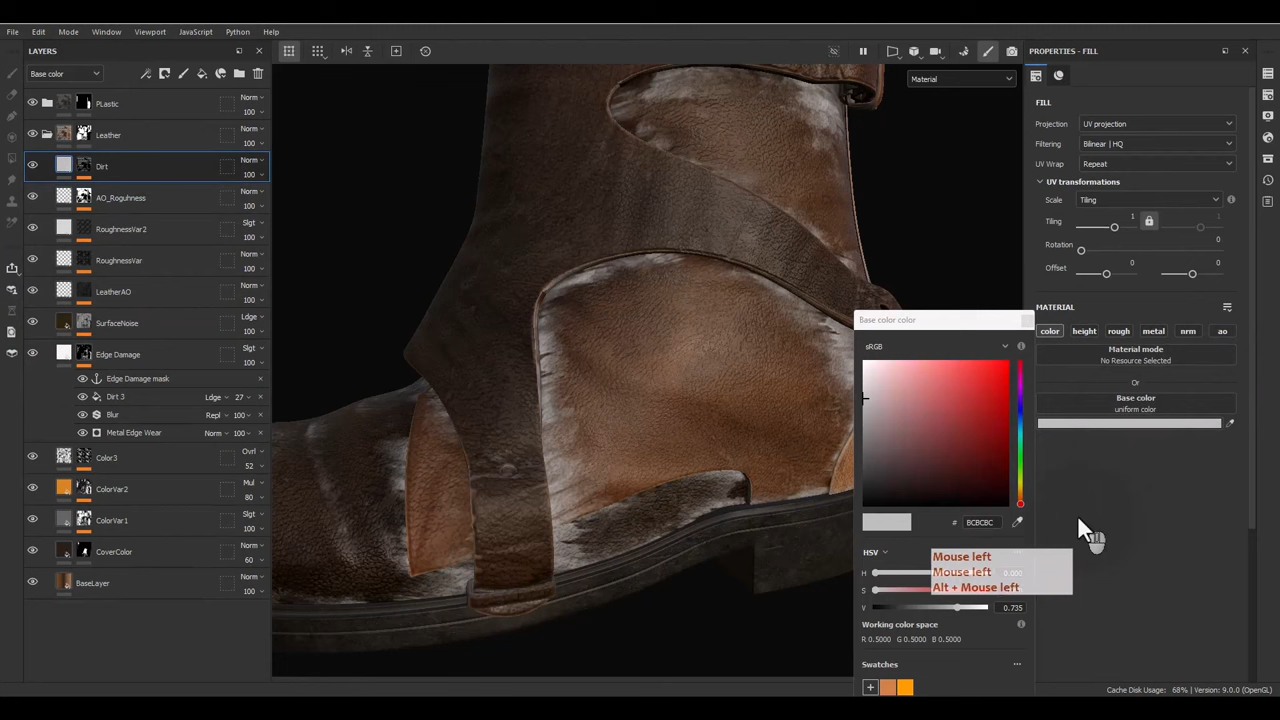 File Edit Mode Window Viewport JavaScript Python Help
LAYERS
PROPERTIES - FILL
Base color
Material
PLastic Norm 100
Leather Norm 100
Dirt Norm 100
AO_Roguhness Norm 100
RoughnessVar2 Slgt 100
RoughnessVar Norm 100
LeatherAO Norm 100
SurfaceNoise Ldge 100
Edge Damage Slgt 100
Edge Damage mask
Dirt 3 Ldge 27
Blur Repl 100
Metal Edge Wear Norm 100
Color3 Ovrl 52
ColorVar2 Mul 80
ColorVar1 Slgt 100
CoverColor Norm 60
BaseLayer
FILL
Projection UV projection
Filtering Bilinear | HQ
UV Wrap Repeat
UV transformations
Scale Tiling
Tiling 1 1
Rotation 0
Offset 0 0
MATERIAL
color height rough metal nrm ao
Material mode
No Resource Selected
Or
Base color
uniform color
Base color color
sRGB
# BCBCBC
HSV
Mouse left
Mouse left
Alt + Mouse left
H 0.000
S
V 0.735
Working color space
R 0.5000 G 0.5000 B 0.5000
Swatches
Cache Disk Usage: 68% | Version: 9.0.0 (OpenGL)